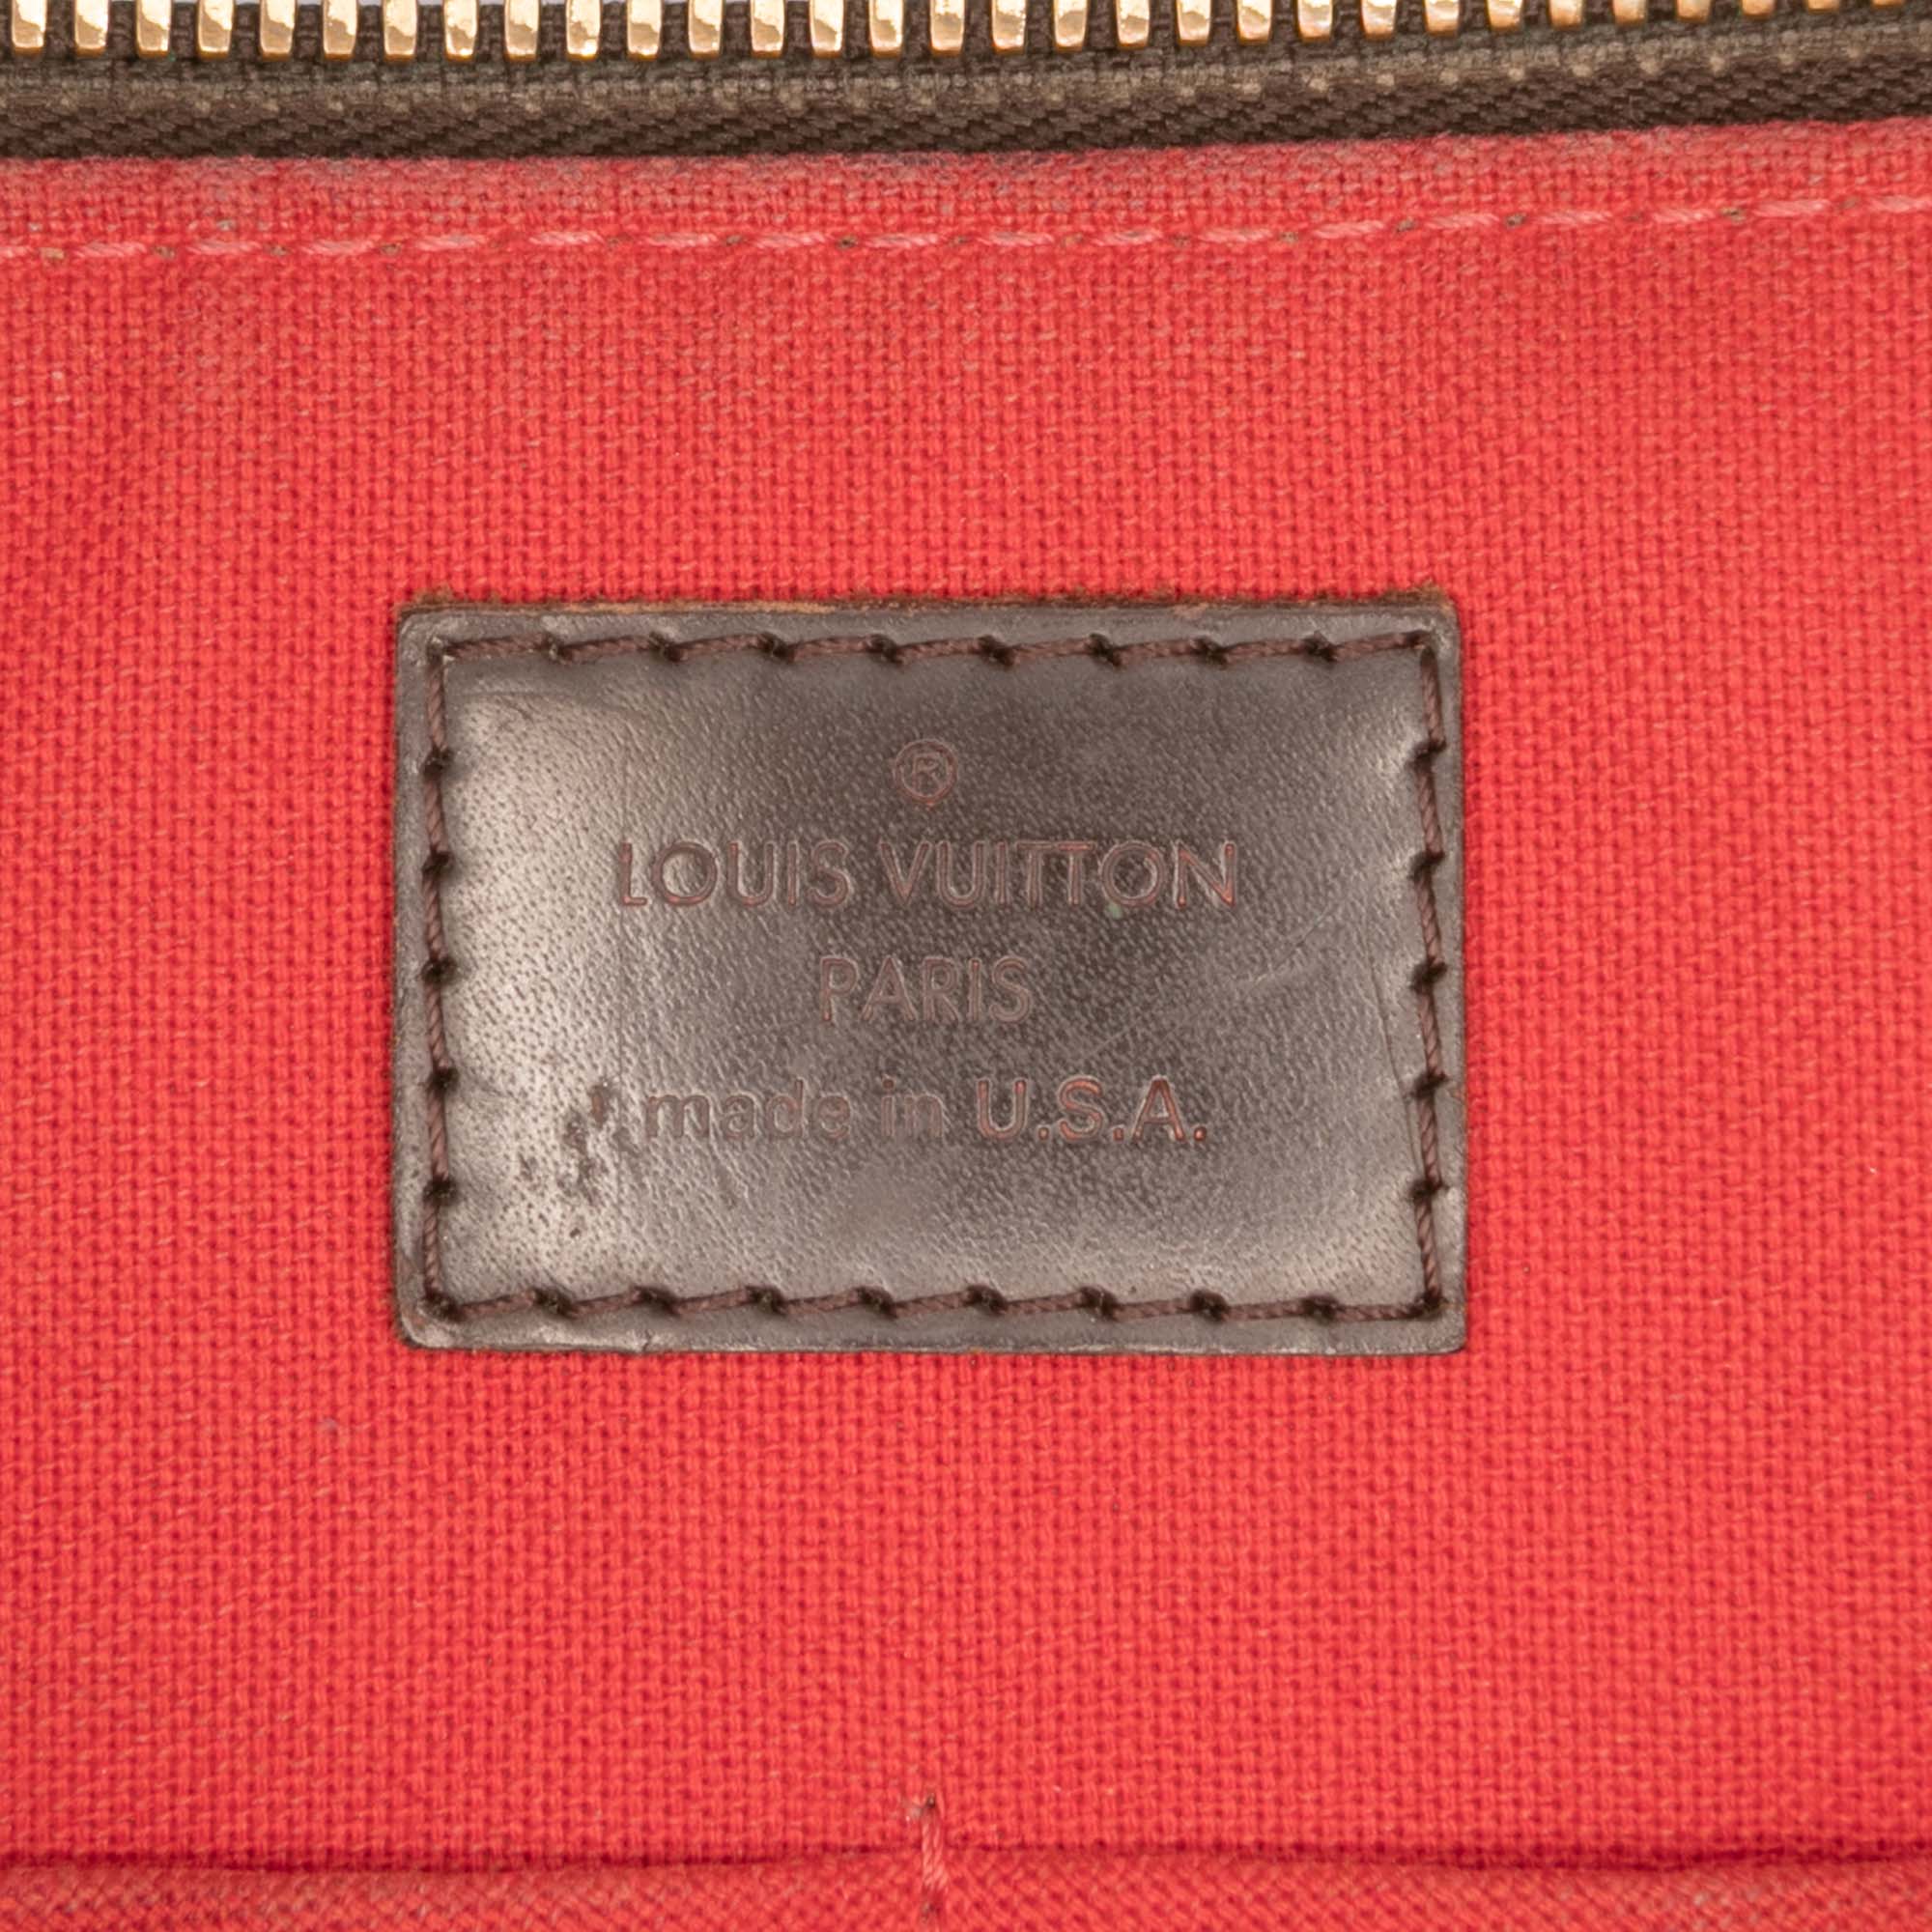 ®
LOUIS VUITTON
PARIS
made in U.S.A.